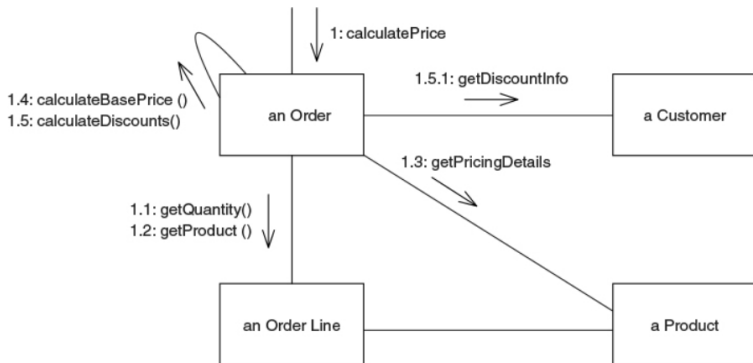 1: calculatePrice
1.5.1: getDiscountInfo
1.4: calculateBasePrice ()
1.5: calculateDiscounts()
an Order
a Customer
1.3: getPricingDetails
1.1: getQuantity()
1.2: getProduct ()
an Order Line
a Product